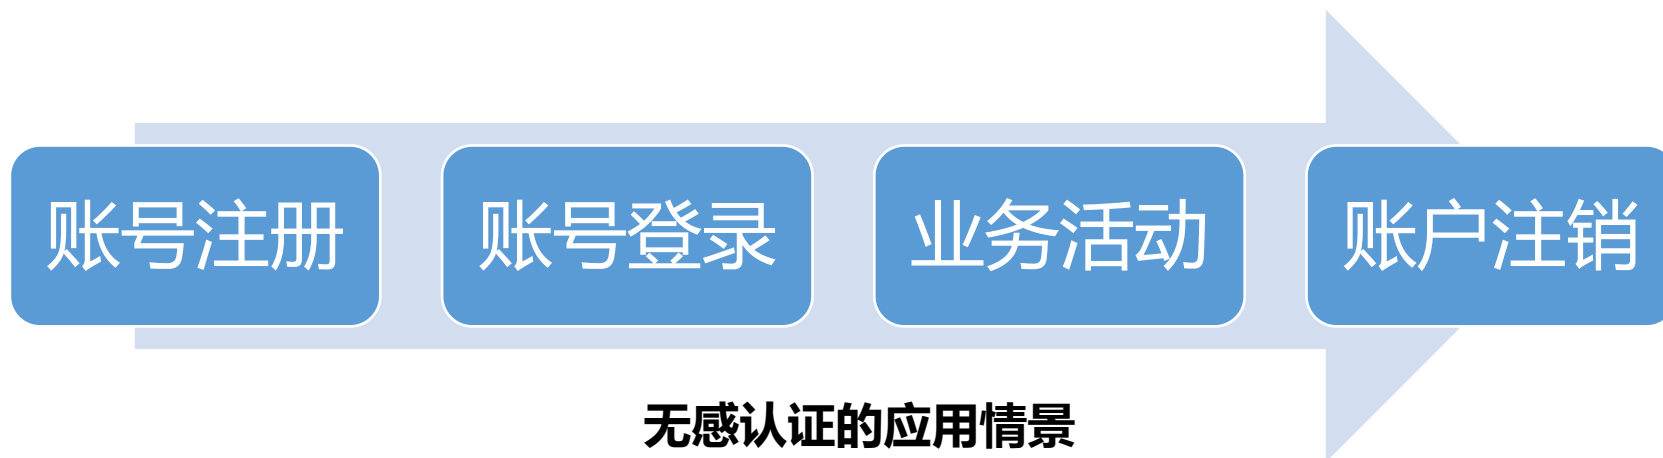 账号注册
账号登录
业务活动
账户注销
无感认证的应用情景